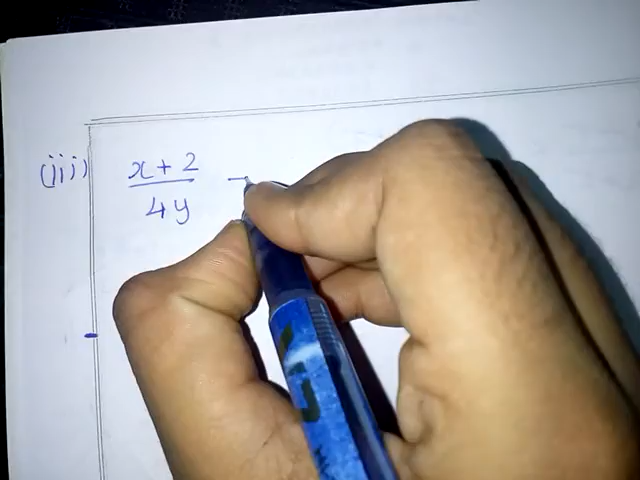 (iii) x + 2 / 4y -